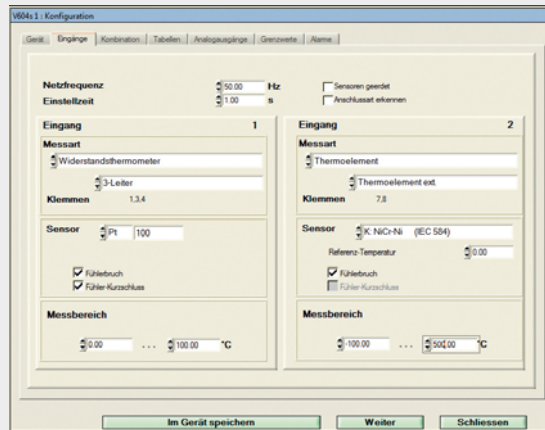 V604s 1 : Konfiguration
Gerät Eingänge Kombination Tabellen Analogausgänge Grenzwerte Alarme
Netzfrequenz 50.00 Hz Sensoren geerdet
Einstellzeit 1.00 s Anschlussart erkennen
Eingang 1
Messart
Widerstandsthermometer
3-Leiter
Klemmen 1,3,4
Sensor Pt 100
Fühlerbruch
Fühler-Kurzschluss
Messbereich
0.00 ... 100.00 °C
Eingang 2
Messart
Thermoelement
Thermoelement ext.
Klemmen 7,8
Sensor K: NiCr-Ni (IEC 584)
Referenz-Temperatur 0.00
Fühlerbruch
Fühler-Kurzschluss
Messbereich
-100.00 ... 500.00 °C
Im Gerät speichern Weiter Schliessen